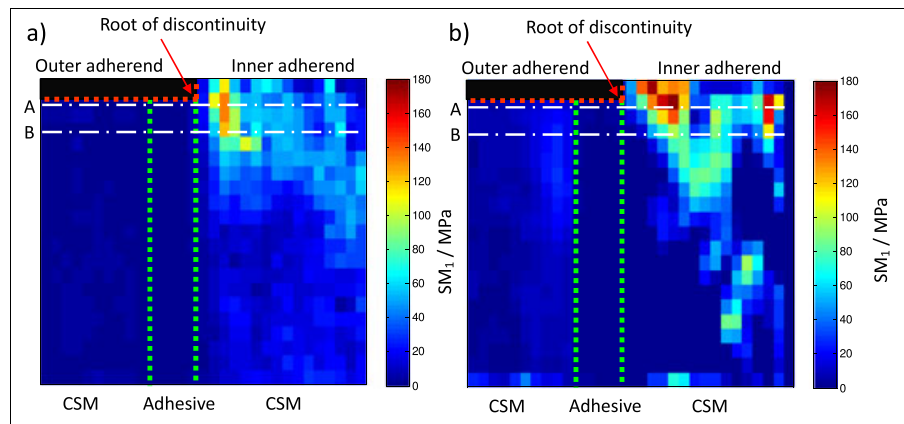 a)
Root of discontinuity
Outer adherend
Inner adherend
A
B
180
160
140
120
100
80
60
40
20
0
SM1 / MPa
CSM
Adhesive
CSM
b)
Root of discontinuity
Outer adherend
Inner adherend
A
B
180
160
140
120
100
80
60
40
20
0
SM1 / MPa
CSM
Adhesive
CSM